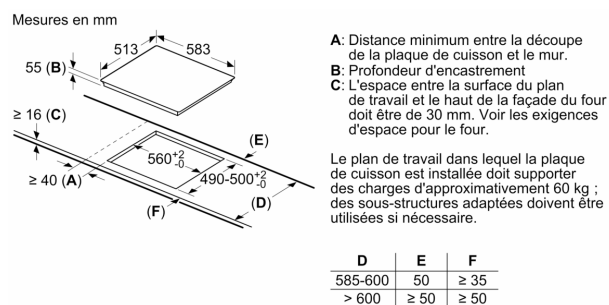 Mesures en mm
513
583
55 (B)
≥ 16 (C)
(E)
560+2-0
490-500+2-0
≥ 40 (A)
(D)
(F)
A: Distance minimum entre la découpe
de la plaque de cuisson et le mur.
B: Profondeur d'encastrement
C: L'espace entre la surface du plan
de travail et le haut de la façade du four
doit être de 30 mm. Voir les exigences
d'espace pour le four.
Le plan de travail dans lequel la plaque
de cuisson est installée doit supporter
des charges d'approximativement 60 kg ;
des sous-structures adaptées doivent être
utilisées si nécessaire.
D E F
585-600 50 ≥ 35
> 600 ≥ 50 ≥ 50